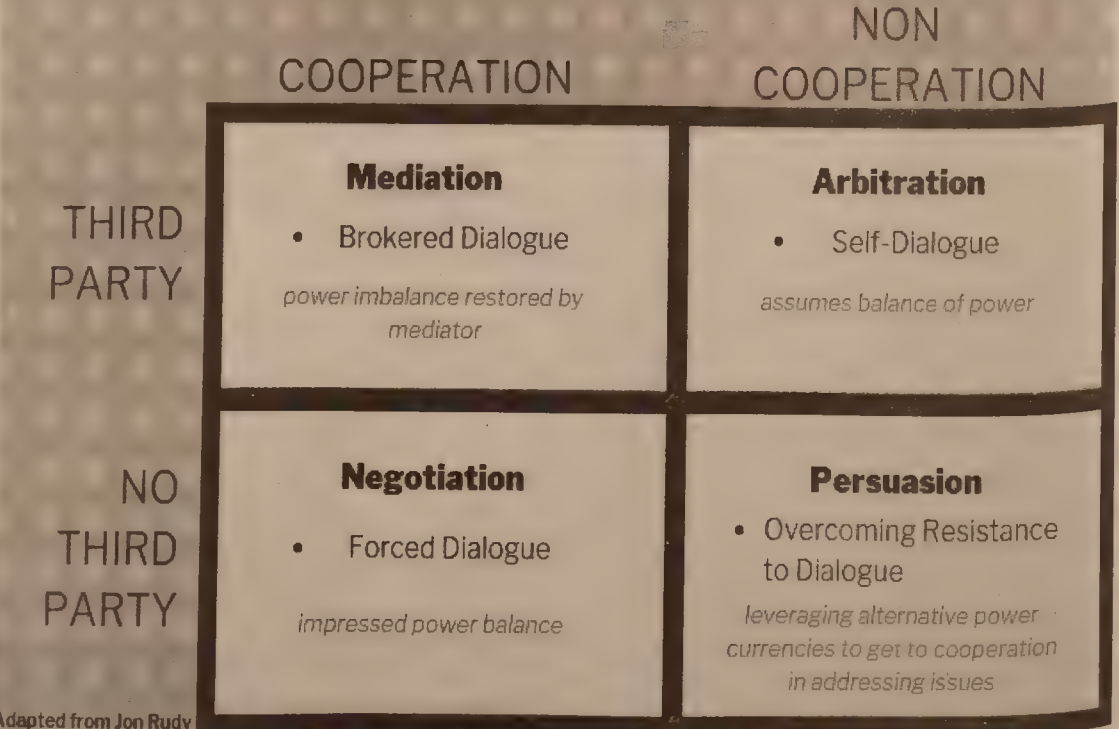 COOPERATION
NON
COOPERATION
THIRD
PARTY
Mediation
• Brokered Dialogue
power imbalance restored by
mediator
Arbitration
• Self-Dialogue
assumes balance of power
NO
THIRD
PARTY
Negotiation
• Forced Dialogue
impressed power balance
Persuasion
• Overcoming Resistance
to Dialogue
leveraging alternative power
currencies to get to cooperation
in addressing issues
Adapted from Jon Rudy